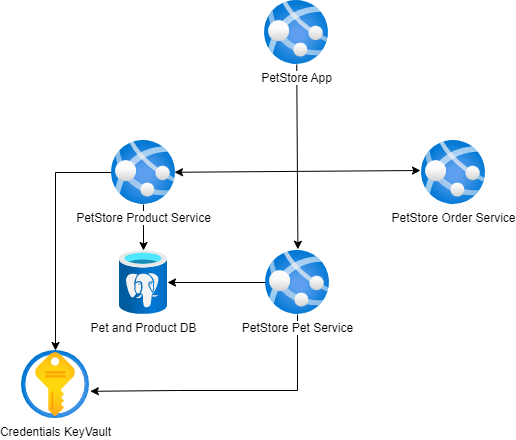 PetStore App
PetStore Product Service
PetStore Order Service
Pet and Product DB
PetStore Pet Service
Credentials KeyVault